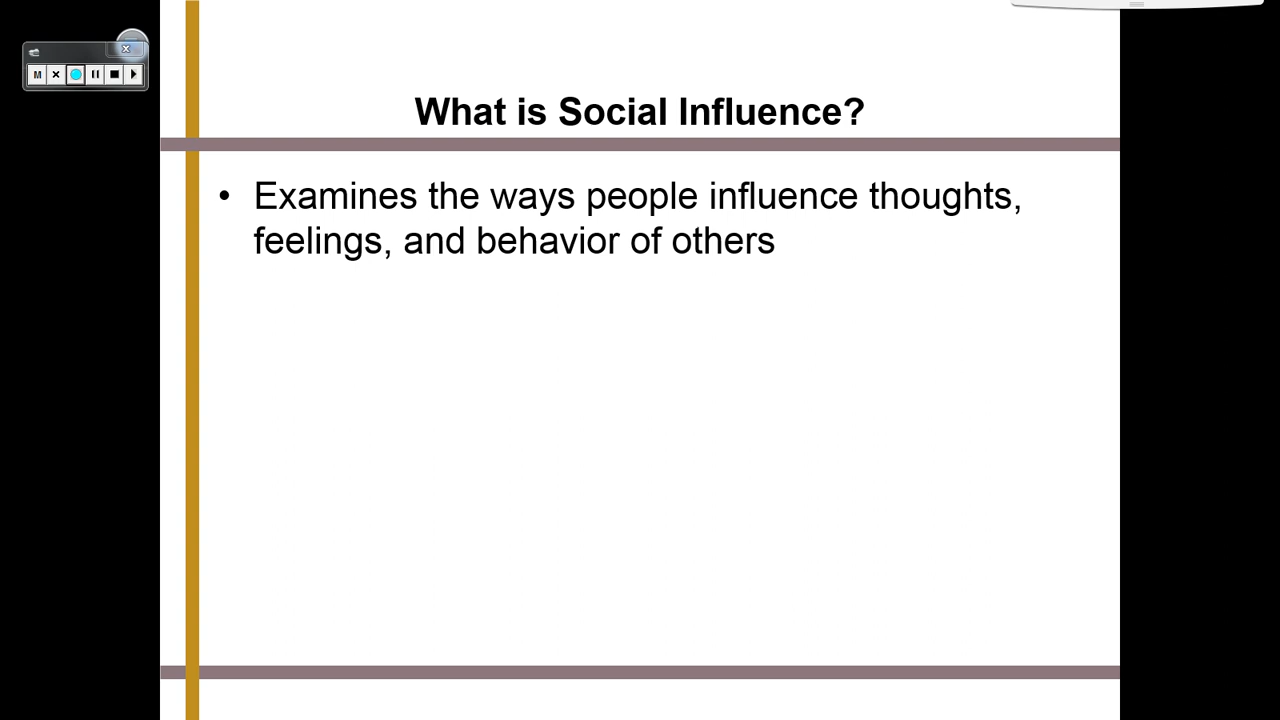 What is Social Influence?
• Examines the ways people influence thoughts,
feelings, and behavior of others
M